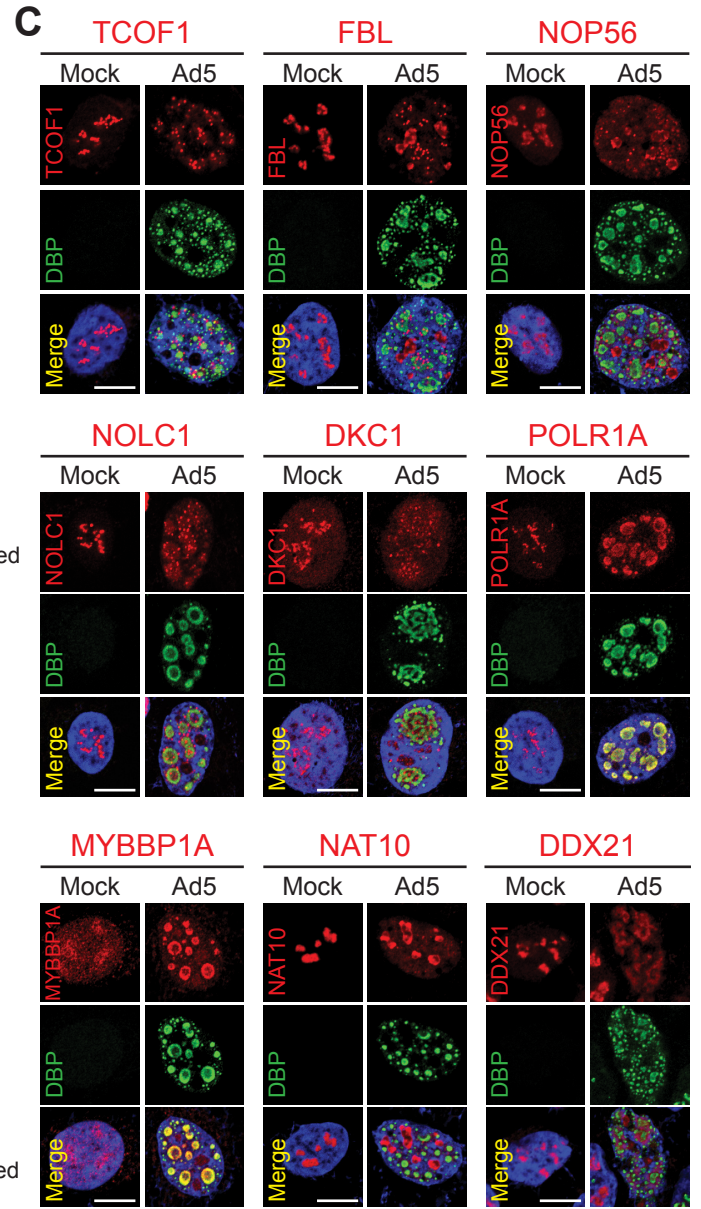 C
TCOF1 FBL NOP56
Mock Ad5 Mock Ad5 Mock Ad5
TCOF1 FBL NOP56
DBP DBP DBP
Merge Merge Merge
NOLC1 DKC1 POLR1A
Mock Ad5 Mock Ad5 Mock Ad5
NOLC1 DKC1 POLR1A
ed
DBP DBP DBP
Merge Merge Merge
MYBBP1A NAT10 DDX21
Mock Ad5 Mock Ad5 Mock Ad5
MYBBP1A NAT10 DDX21
DBP DBP DBP
Merge Merge Merge
ed